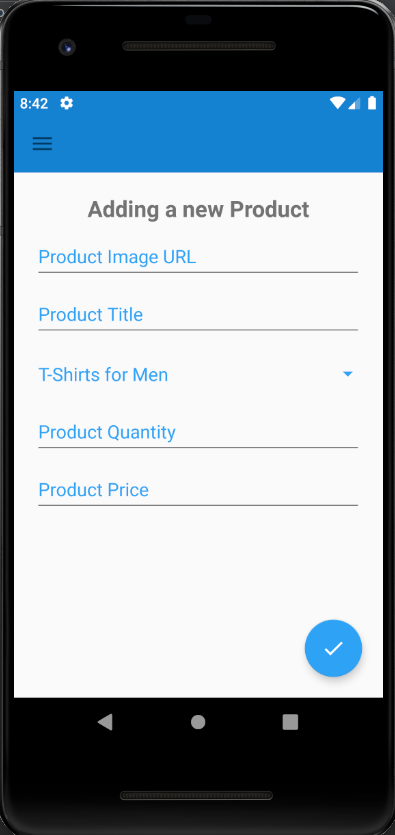 8:42
Adding a new Product
Product Image URL
Product Title
T-Shirts for Men
Product Quantity
Product Price